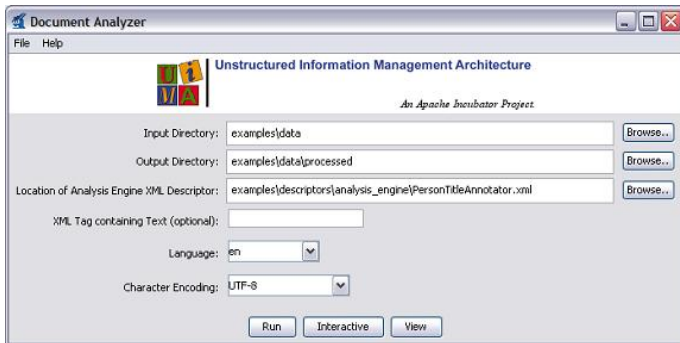 Document Analyzer
File Help
UiMA
Unstructured Information Management Architecture
An Apache Incubator Project.
Input Directory: examples\data Browse..
Output Directory: examples\data\processed Browse..
Location of Analysis Engine XML Descriptor: examples\descriptors\analysis_engine\PersonTitleAnnotator.xml Browse..
XML Tag containing Text (optional):
Language: en
Character Encoding: UTF-8
Run Interactive View